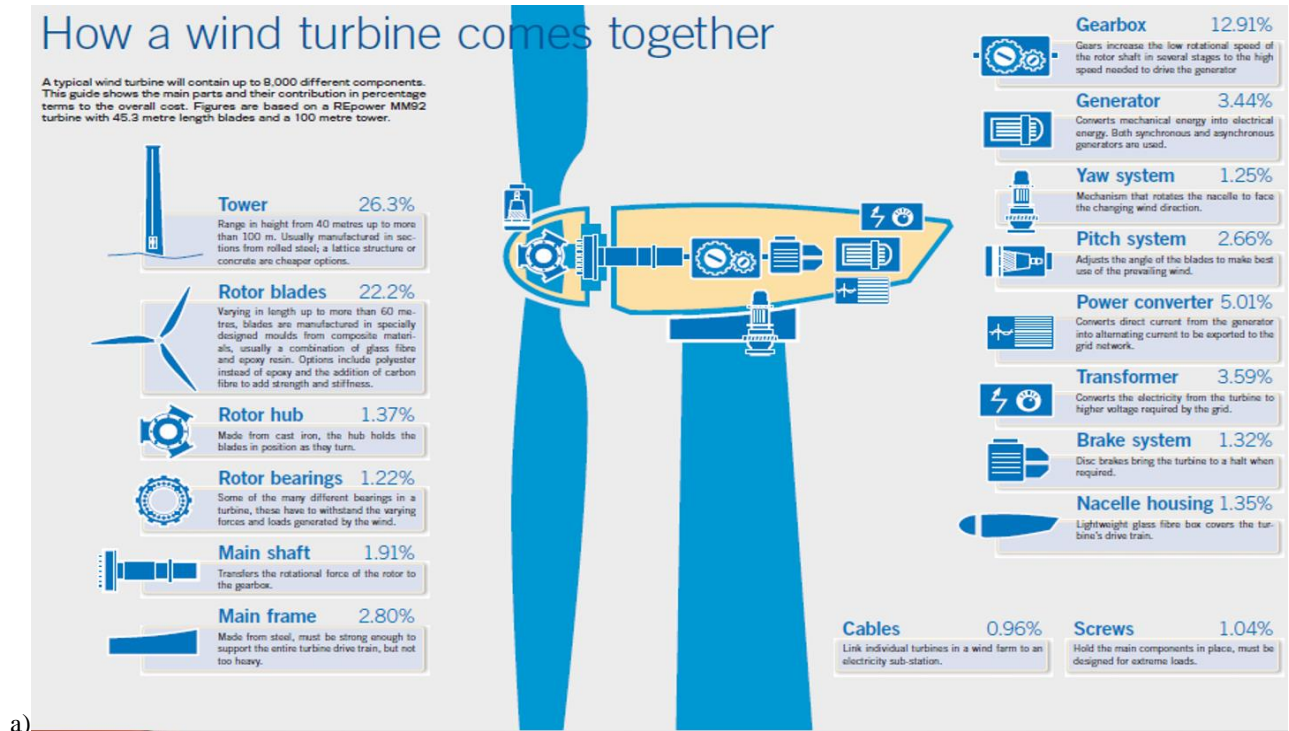 How a wind turbine comes together
A typical wind turbine will contain up to 8,000 different components.
This guide shows the main parts and their contribution in percentage
terms to the overall cost. Figures are based on a REpower MM92
turbine with 45.3 metre length blades and a 100 metre tower.
Tower 26.3%
Range in height from 40 metres up to more
than 100 m. Usually manufactured in sec-
tions from rolled steel; a lattice structure or
concrete are cheaper options.
Rotor blades 22.2%
Varying in length up to more than 60 me-
tres, blades are manufactured in specially
designed moulds from composite materi-
als, usually a combination of glass fibre
and epoxy resin. Options include polyester
instead of epoxy and the addition of carbon
fibre to add strength and stiffness.
Rotor hub 1.37%
Made from cast iron, the hub holds the
blades in position as they turn.
Rotor bearings 1.22%
Some of the many different bearings in a
turbine, these have to withstand the varying
forces and loads generated by the wind.
Main shaft 1.91%
Transfers the rotational force of the rotor to
the gearbox.
Main frame 2.80%
Made from steel, must be strong enough to
support the entire turbine drive train, but not
too heavy.
Gearbox 12.91%
Gears increase the low rotational speed of
the rotor shaft in several stages to the high
speed needed to drive the generator
Generator 3.44%
Converts mechanical energy into electrical
energy. Both synchronous and asynchronous
generators are used.
Yaw system 1.25%
Mechanism that rotates the nacelle to face
the changing wind direction.
Pitch system 2.66%
Adjusts the angle of the blades to make best
use of the prevailing wind.
Power converter 5.01%
Converts direct current from the generator
into alternating current to be exported to the
grid network.
Transformer 3.59%
Converts the electricity from the turbine to
higher voltage required by the grid.
Brake system 1.32%
Disc brakes bring the turbine to a halt when
required.
Nacelle housing 1.35%
Lightweight glass fibre box covers the tur-
bine's drive train.
Cables 0.96%
Link individual turbines in a wind farm to an
electricity sub-station.
Screws 1.04%
Hold the main components in place, must be
designed for extreme loads.
a)